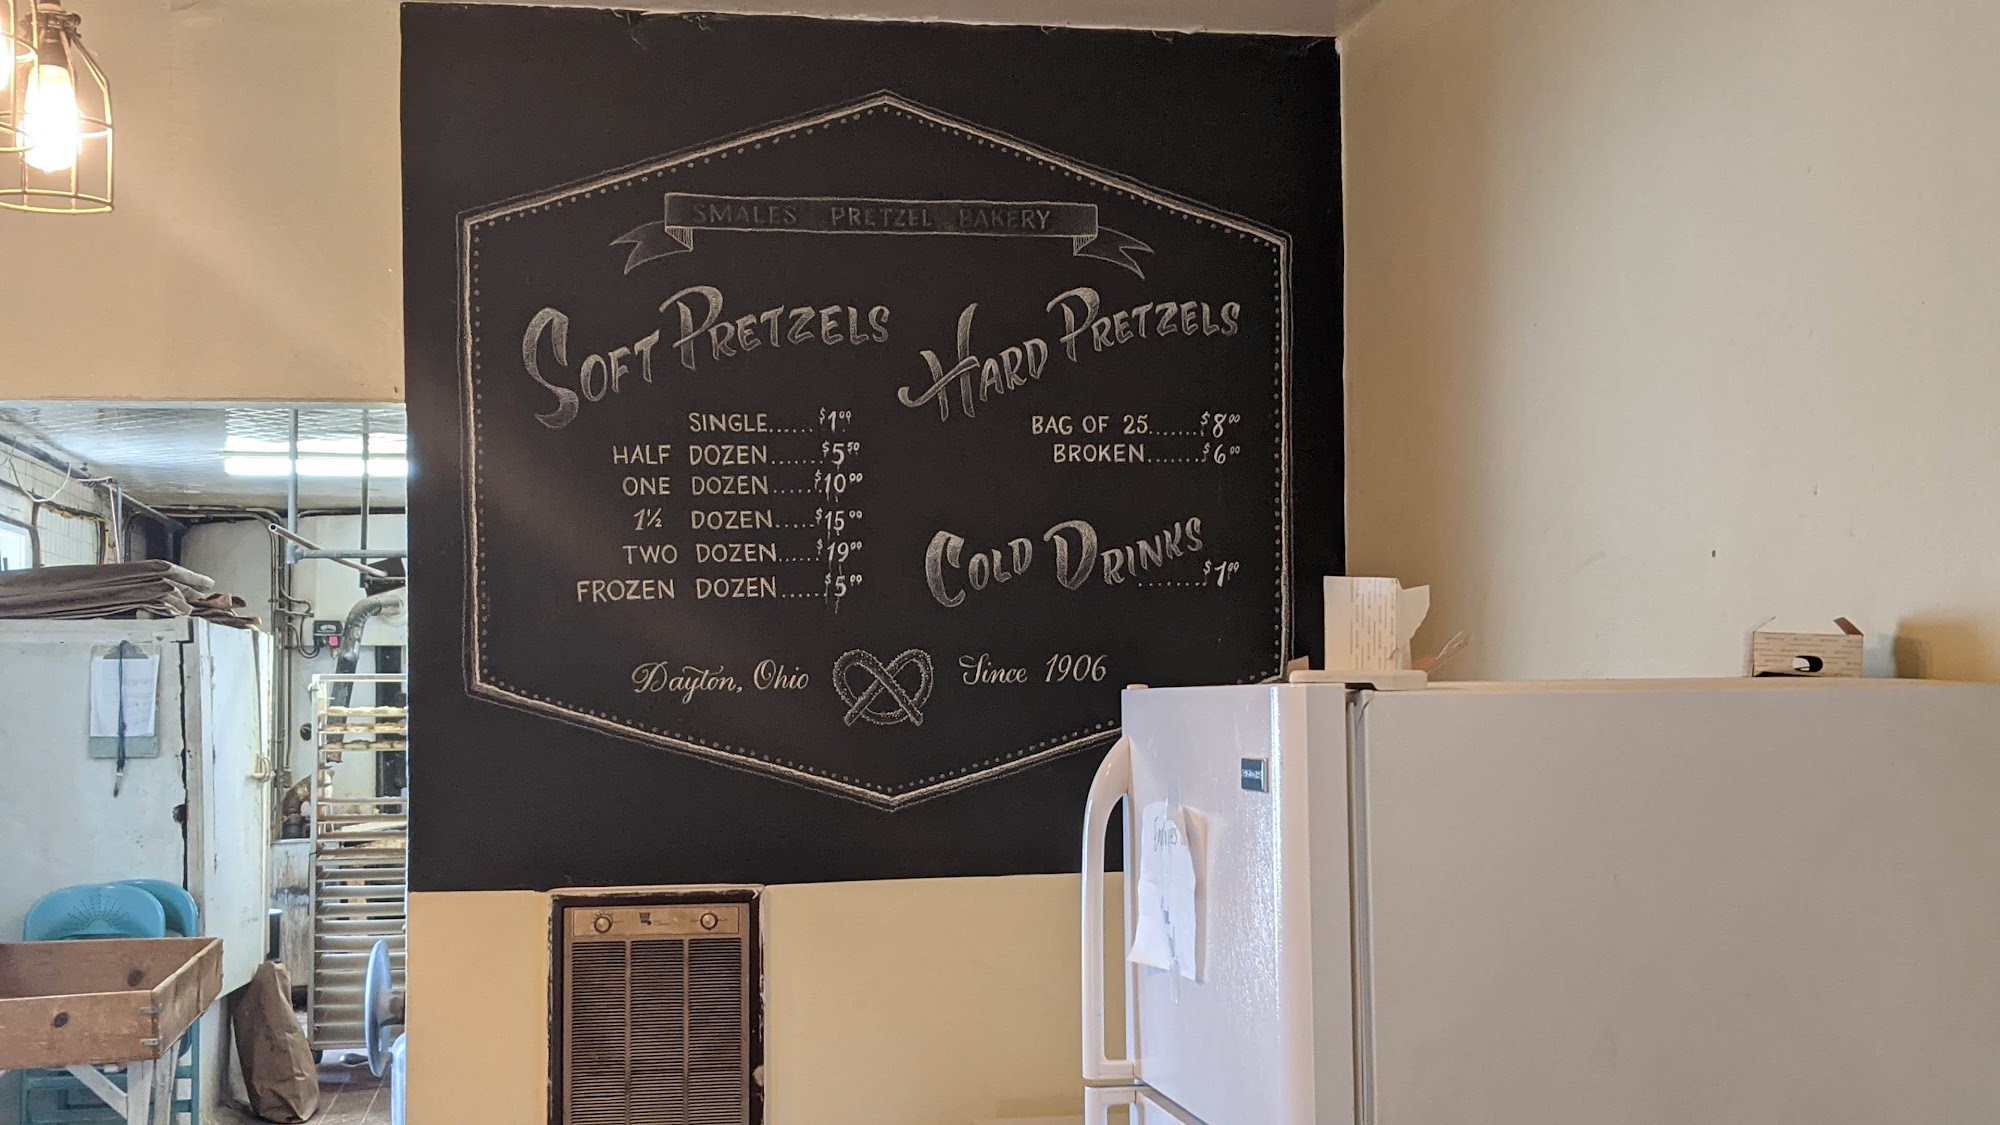 SMALES PRETZEL BAKERY
SOFT PRETZELS
SINGLE......$1.00
HALF DOZEN.......$5.50
ONE DOZEN.....$10.00
1½ DOZEN.....$15.00
TWO DOZEN.....$19.00
FROZEN DOZEN......$5.00
HARD PRETZELS
BAG OF 25.......$8.00
BROKEN.......$6.00
COLD DRINKS
........$1.00
Dayton, Ohio
Since 1906